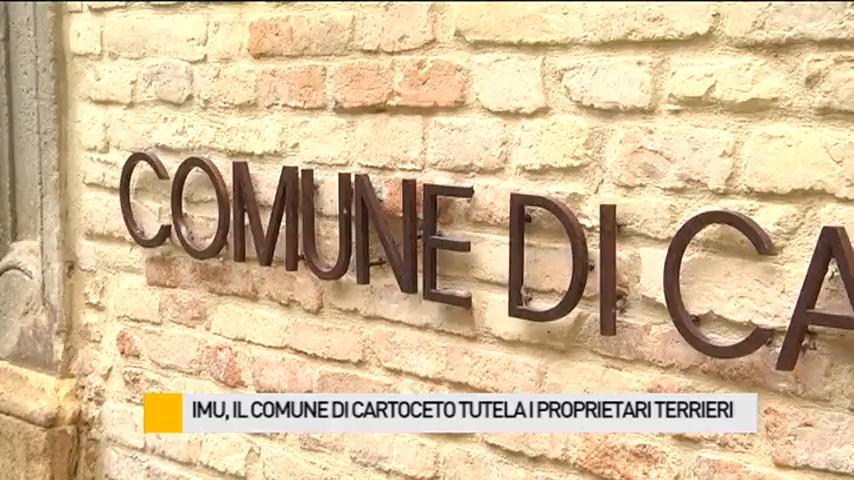 COMUNE DI CA
IMU, IL COMUNE DI CARTOCETO TUTELA I PROPRIETARI TERRIERI